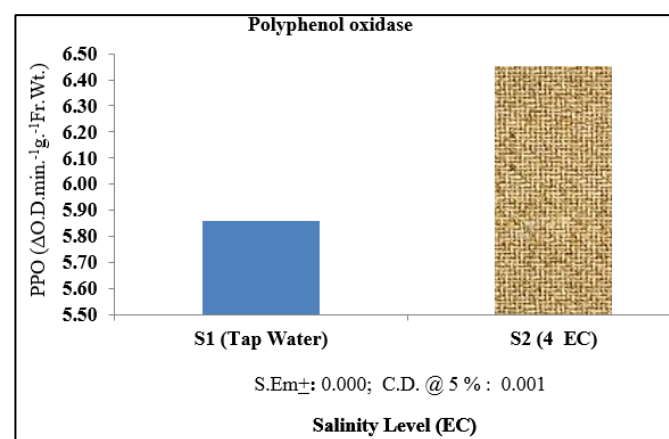 Polyphenol oxidase
6.50
6.40
6.30
6.20
6.10
6.00
5.90
5.80
5.70
5.60
5.50
PPO (ΔO.D.min.-¹g.-¹Fr.Wt.)
S1 (Tap Water)
S2 (4 EC)
S.Em±: 0.000; C.D. @ 5 % : 0.001
Salinity Level (EC)